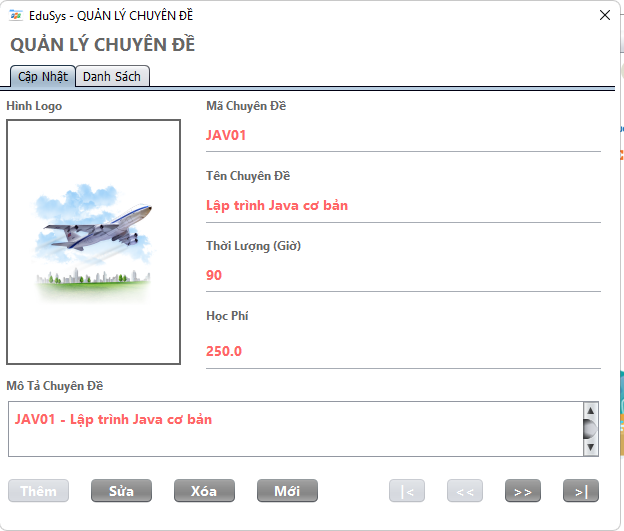 EduSys - QUẢN LÝ CHUYÊN ĐỀ
QUẢN LÝ CHUYÊN ĐỀ
Cập Nhật
Danh Sách
Hình Logo
Mã Chuyên Đề
JAV01
Tên Chuyên Đề
Lập trình Java cơ bản
Thời Lượng (Giờ)
90
Học Phí
250.0
Mô Tả Chuyên Đề
JAV01 - Lập trình Java cơ bản
Thêm
Sửa
Xóa
Mới
|<
<<
>>
>|